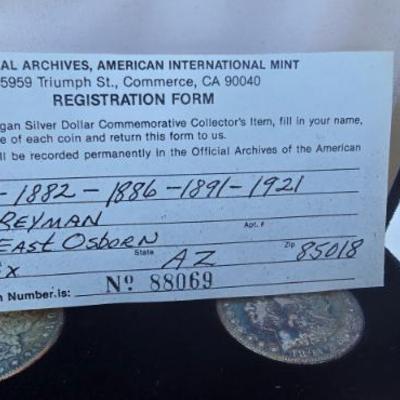 AL ARCHIVES, AMERICAN INTERNATIONAL MINT
5959 Triumph St., Commerce, CA 90040
REGISTRATION FORM
gan Silver Dollar Commemorative Collector's Item, fill in your name,
e of each coin and return this form to us.
ll be recorded permanently in the Official Archives of the American
-1882-1886-1891-1921
REYMAN
Apt. #
EAST OSBORN
State
Zip
X AZ 85018
Nº 88069
n Number is: